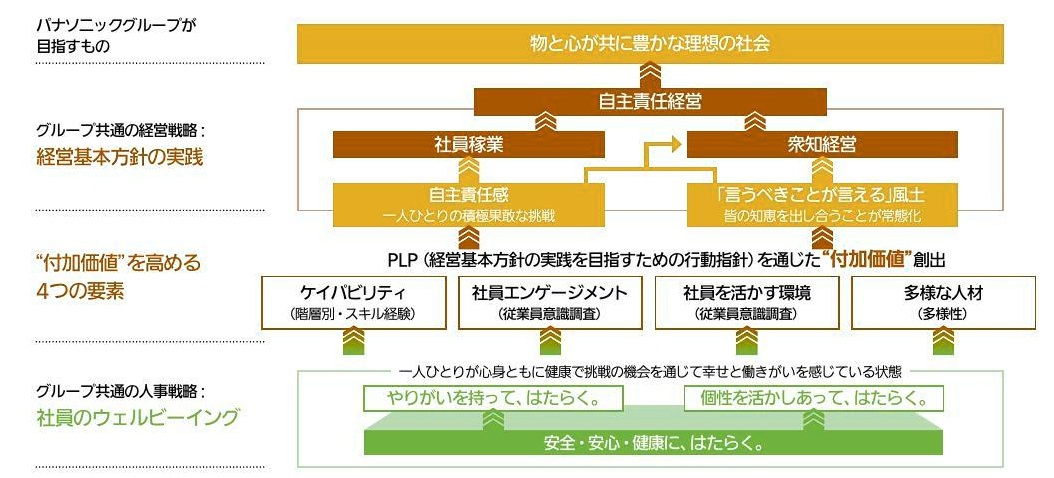 パナソニックグループが
目指すもの
物と心が共に豊かな理想の社会
自主責任経営
グループ共通の経営戦略：
経営基本方針の実践
社員稼業
衆知経営
自主責任感
一人ひとりの積極果敢な挑戦
「言うべきことが言える」風土
皆の知恵を出し合うことが常態化
“付加価値”を高める
4つの要素
PLP（経営基本方針の実践を目指すための行動指針）を通じた“付加価値”創出
ケイパビリティ
（階層別・スキル経験）
社員エンゲージメント
（従業員意識調査）
社員を活かす環境
（従業員意識調査）
多様な人材
（多様性）
グループ共通の人事戦略：
社員のウェルビーイング
一人ひとりが心身ともに健康で挑戦の機会を通じて幸せと働きがいを感じている状態
やりがいを持って、はたらく。
個性を活かしあって、はたらく。
安全・安心・健康に、はたらく。